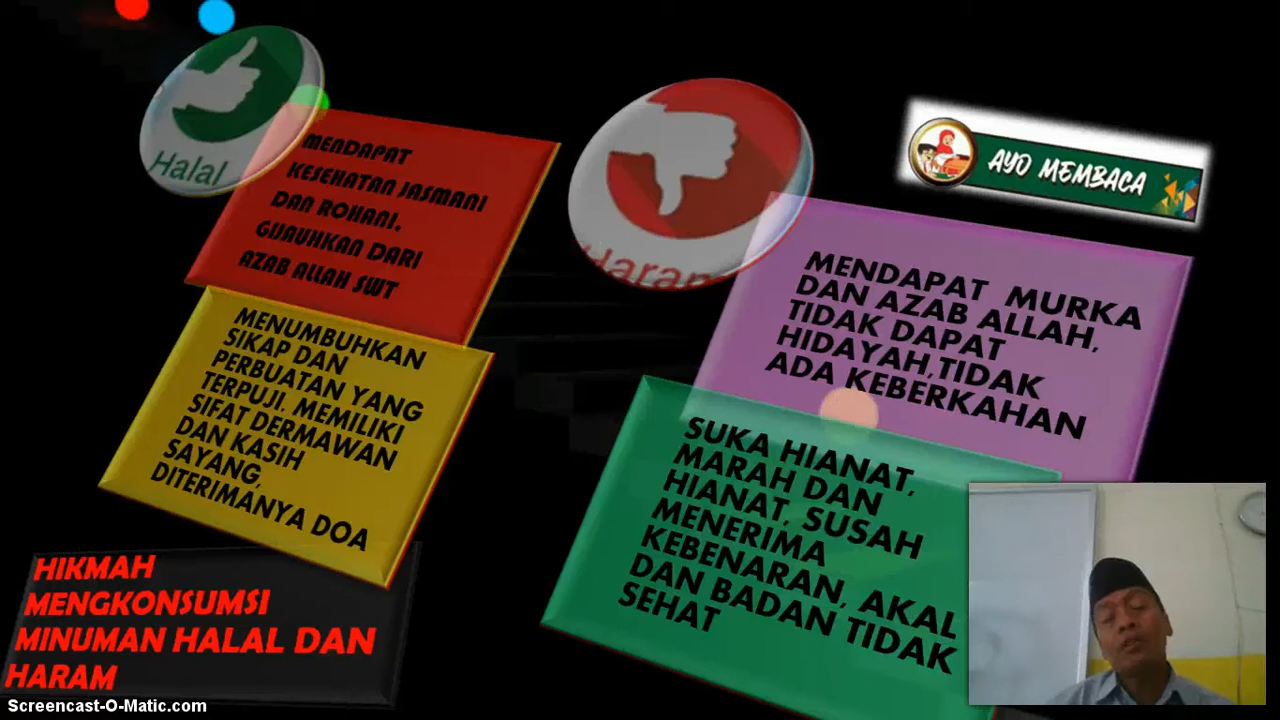 Halal
MENDAPAT
KESEHATAN JASMANI
DAN ROHANI.
GIJAUHKAN DARI
AZAB ALLAH SWT
MENUMBUHKAN
SIKAP DAN
PERBUATAN YANG
TERPUJI. MEMILIKI
SIFAT DERMAWAN
DAN KASIH
SAYANG,
DITERIMANYA DOA
HIKMAH
MENGKONSUMSI
MINUMAN HALAL DAN
HARAM
Haram
MENDAPAT MURKA
DAN AZAB ALLAH,
TIDAK DAPAT
HIDAYAH,TIDAK
ADA KEBERKAHAN
SUKA HIANAT,
MARAH DAN
HIANAT, SUSAH
MENERIMA
KEBENARAN, AKAL
DAN BADAN TIDAK
SEHAT
AYO MEMBACA
Screencast-O-Matic.com